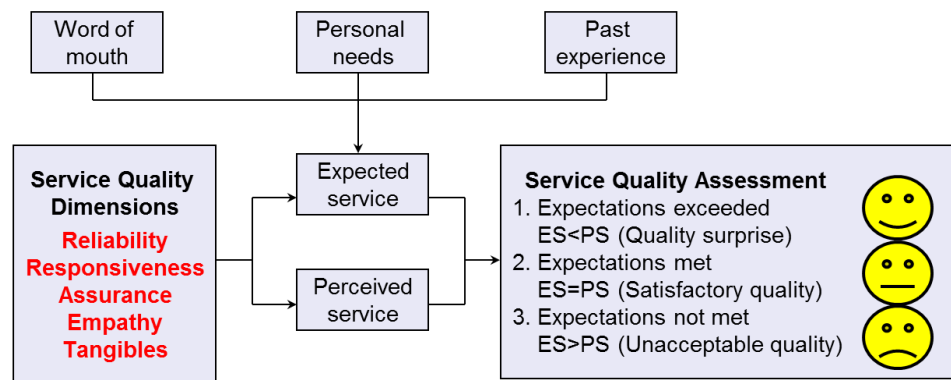 Word of
mouth
Personal
needs
Past
experience
Service Quality
Dimensions
Reliability
Responsiveness
Assurance
Empathy
Tangibles
Expected
service
Perceived
service
Service Quality Assessment
1. Expectations exceeded
ES<PS (Quality surprise)
2. Expectations met
ES=PS (Satisfactory quality)
3. Expectations not met
ES>PS (Unacceptable quality)